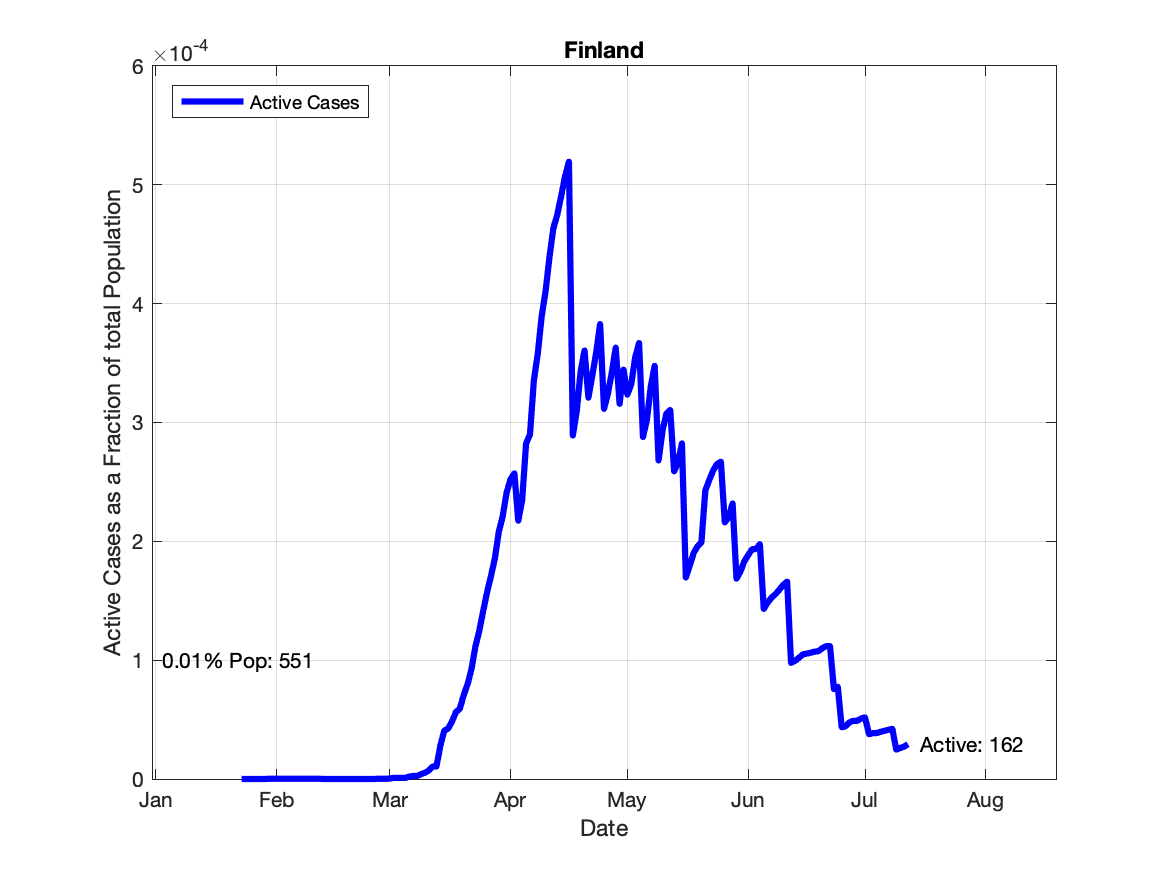 Finland
×10⁻⁴
Active Cases
6
5
4
3
2
1
0
Active Cases as a Fraction of total Population
0.01% Pop: 551
Active: 162
Jan Feb Mar Apr May Jun Jul Aug
Date